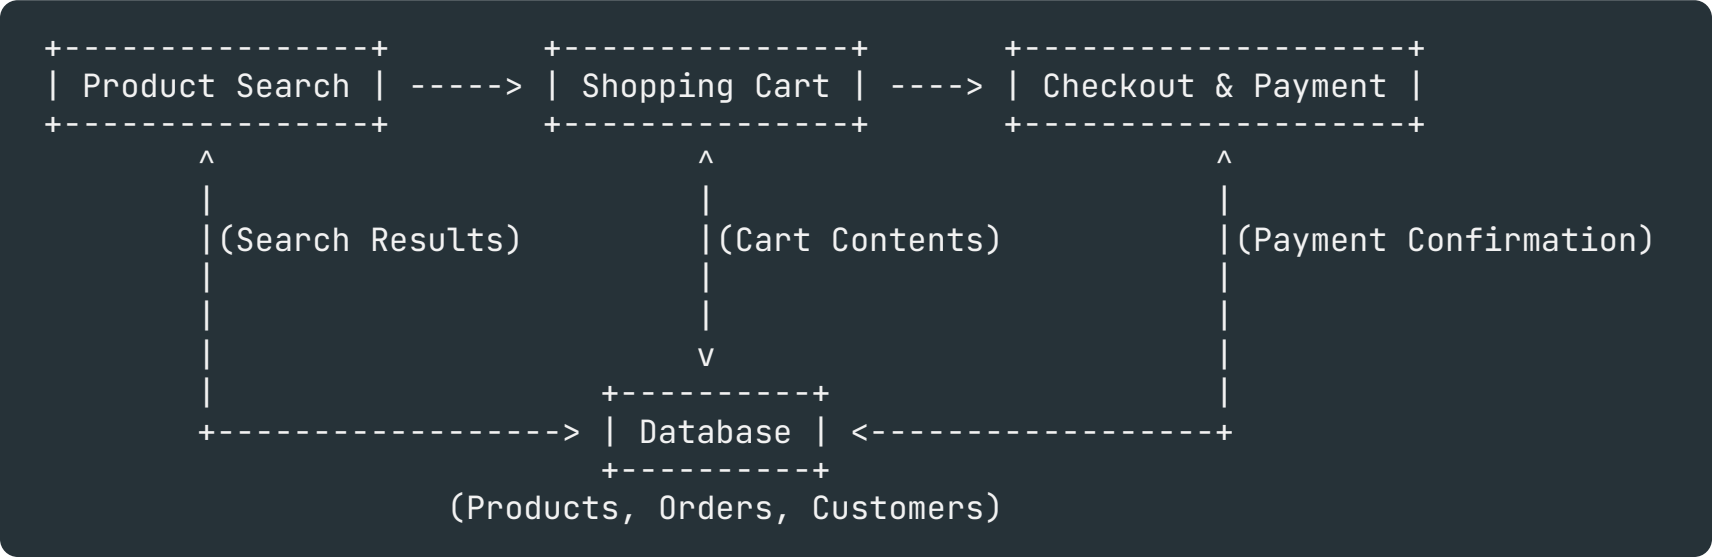 +----------------+        +---------------+       +-------------------+
| Product Search | -----> | Shopping Cart | ----> | Checkout & Payment |
+----------------+        +---------------+       +-------------------+
        ^                         ^                          ^
        |                         |                          |
        |(Search Results)         |(Cart Contents)           |(Payment Confirmation)
        |                         |                          |
        |                         |                          |
        |                         v                          |
        |                    +----------+                    |
        +------------------> | Database | <------------------+
                             +----------+
                     (Products, Orders, Customers)